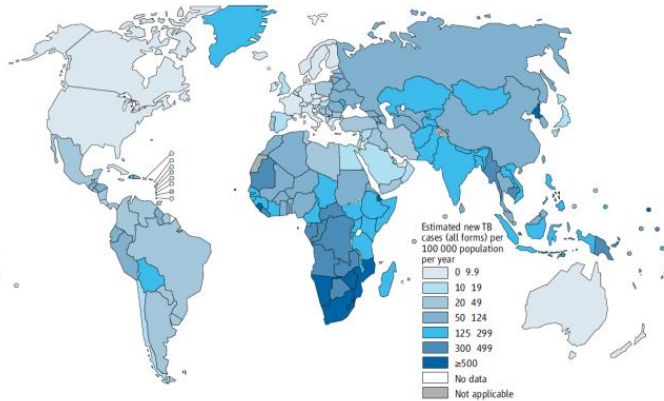 Estimated new TB
cases (all forms) per
100 000 population
per year
0 9.9
10 19
20 49
50 124
125 299
300 499
≥500
No data
Not applicable